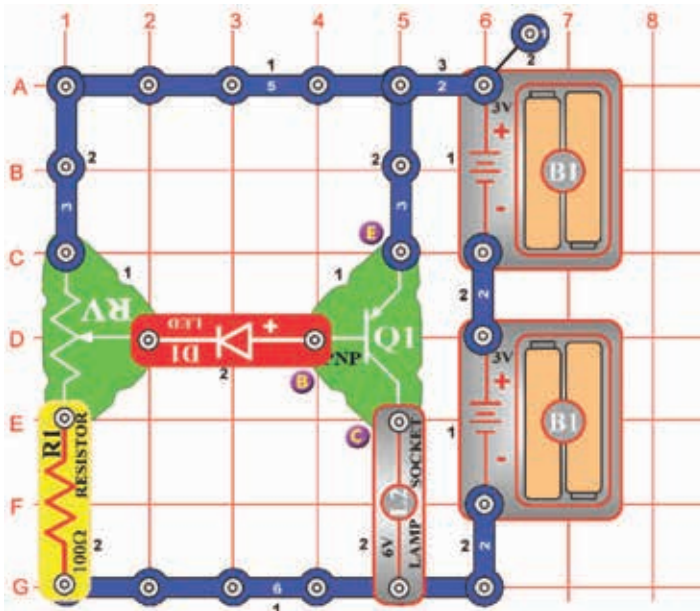 1 2 3 4 5 6 7 8
A
B
C
D
E
F
G
1
5
3
2
1
2
2
3
2
3
1
3V
+
-
B1
E
1
RV
1
2
2
D1
LED
+
2
Q1
PNP
B
C
3V
+
-
B1
1
R1
RESISTOR
100Ω
2
L2
6V
LAMP SOCKET
2
2
2
6
1